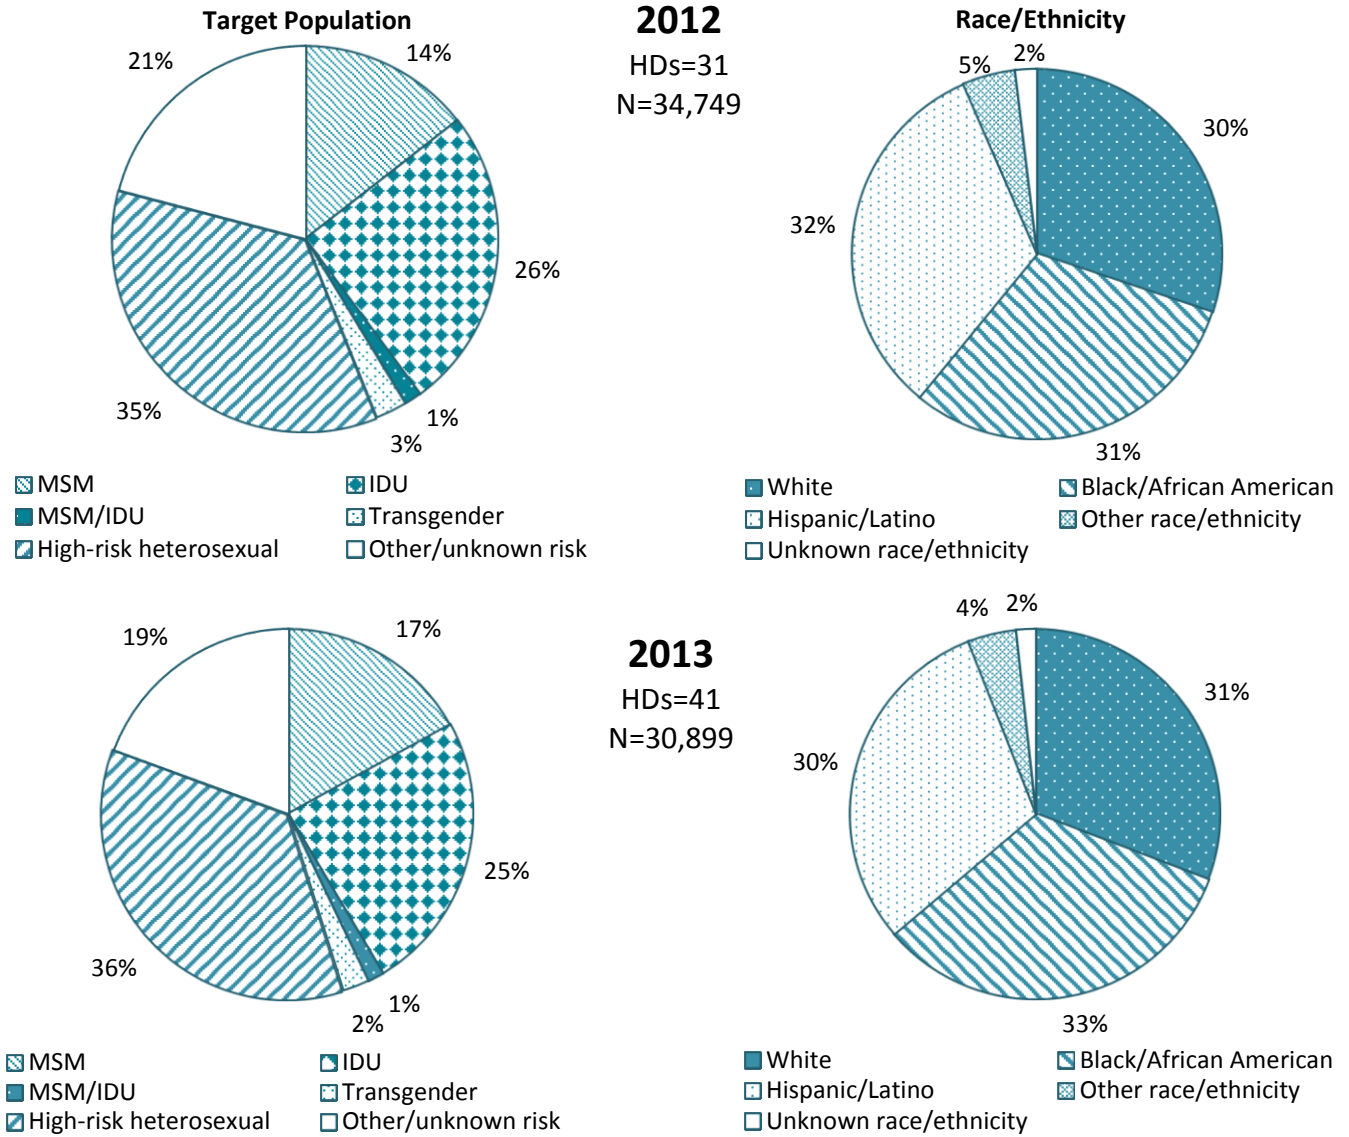 Target Population
2012
Race/Ethnicity
HDs=31
N=34,749
14%
21%
26%
35%
1%
3%
5%
2%
30%
32%
31%
MSM
IDU
MSM/IDU
Transgender
High-risk heterosexual
Other/unknown risk
White
Black/African American
Hispanic/Latino
Other race/ethnicity
Unknown race/ethnicity
2013
HDs=41
N=30,899
19%
17%
25%
36%
1%
2%
4%
2%
31%
30%
33%
MSM
IDU
MSM/IDU
Transgender
High-risk heterosexual
Other/unknown risk
White
Black/African American
Hispanic/Latino
Other race/ethnicity
Unknown race/ethnicity